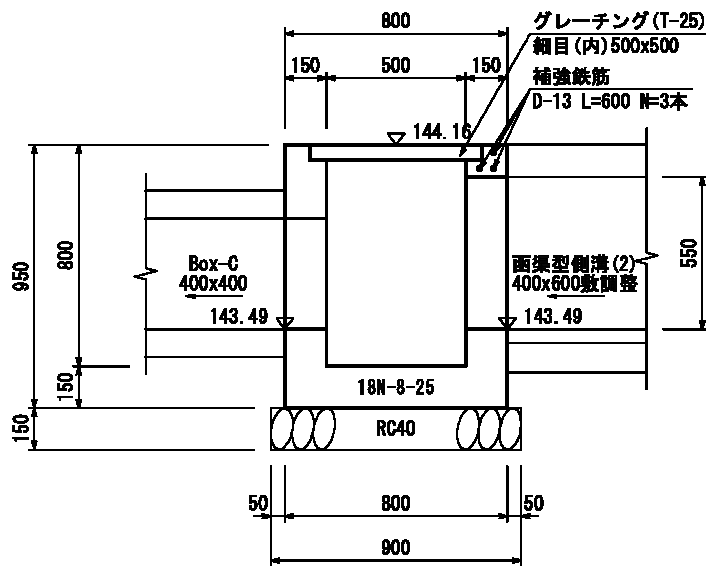 800
グレーチング(T-25)
細目(内)500x500
150
500
150
補強鉄筋
D-13 L=600 N=3本
144.16
950
800
Box-C
400x400
函渠型側溝(2)
400x600敷調整
550
143.49
143.49
150
18N-8-25
150
RC40
50
800
50
900